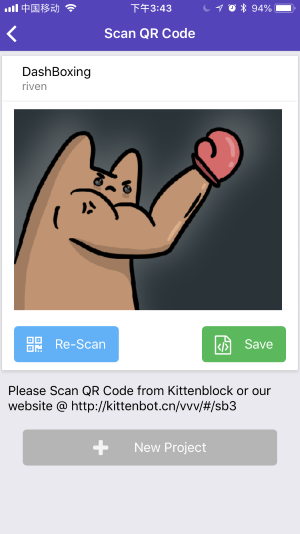 中国移动 下午3:43 94%
Scan QR Code
DashBoxing
riven
Re-Scan
Save
Please Scan QR Code from Kittenblock or our
website @ http://kittenbot.cn/vvv/#/sb3
New Project